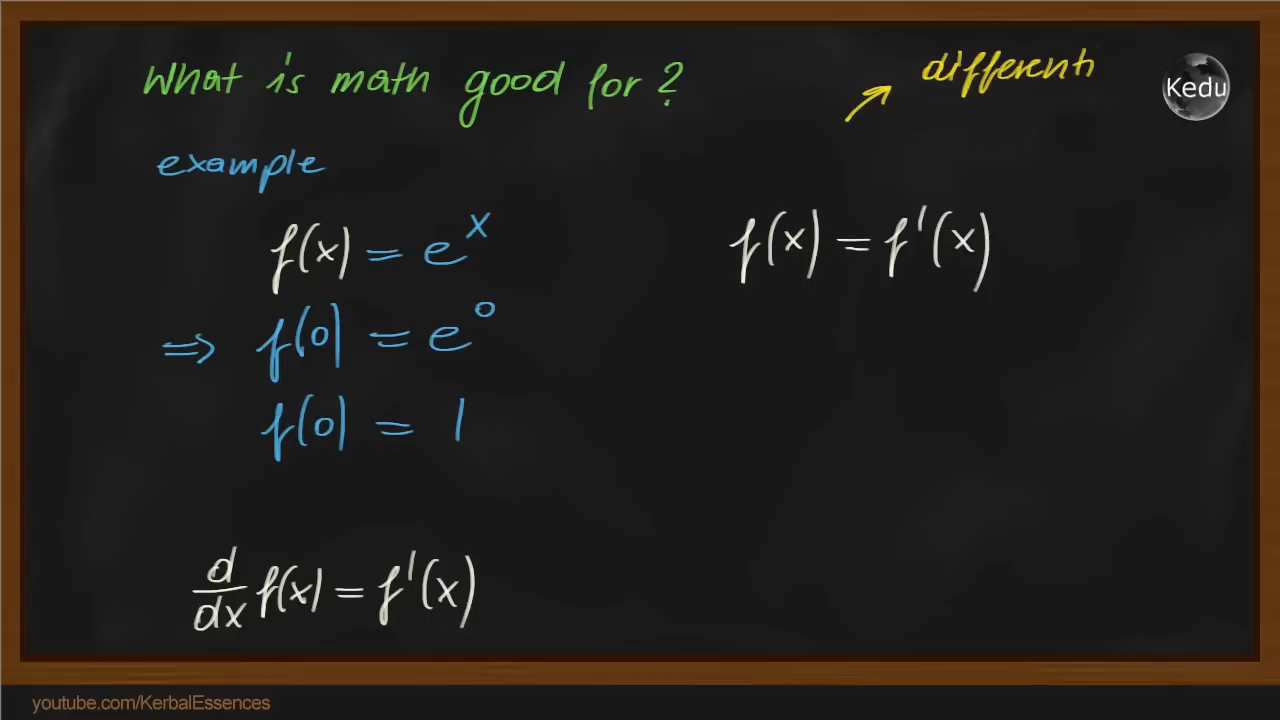 What is math good for ?
differenti
Kedu
example
f(x) = e^x
f(x) = f'(x)
⇒ f(0) = e^0
f(0) = 1
d/dx f(x) = f'(x)
youtube.com/KerbalEssences